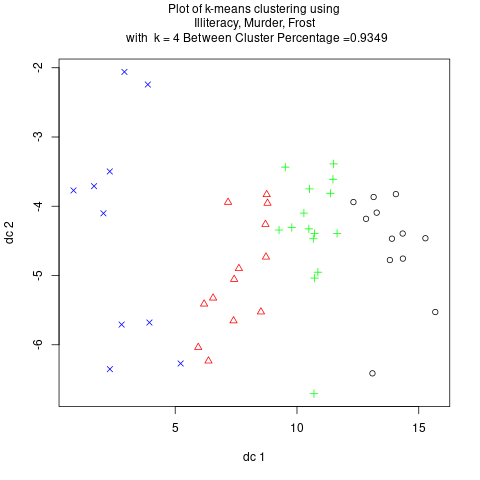 Plot of k-means clustering using
Illiteracy, Murder, Frost
with  k = 4 Between Cluster Percentage =0.9349
-2
-3
-4
-5
-6
dc 2
5 10 15
dc 1